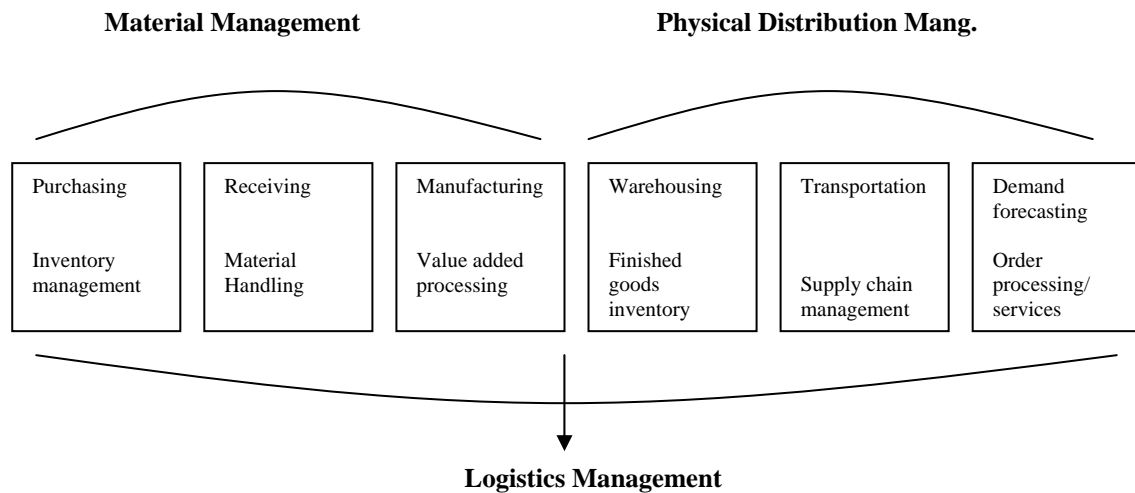 Material Management
Physical Distribution Mang.
Purchasing
Inventory
management
Receiving
Material
Handling
Manufacturing
Value added
processing
Warehousing
Finished
goods
inventory
Transportation
Supply chain
management
Demand
forecasting
Order
processing/
services
Logistics Management